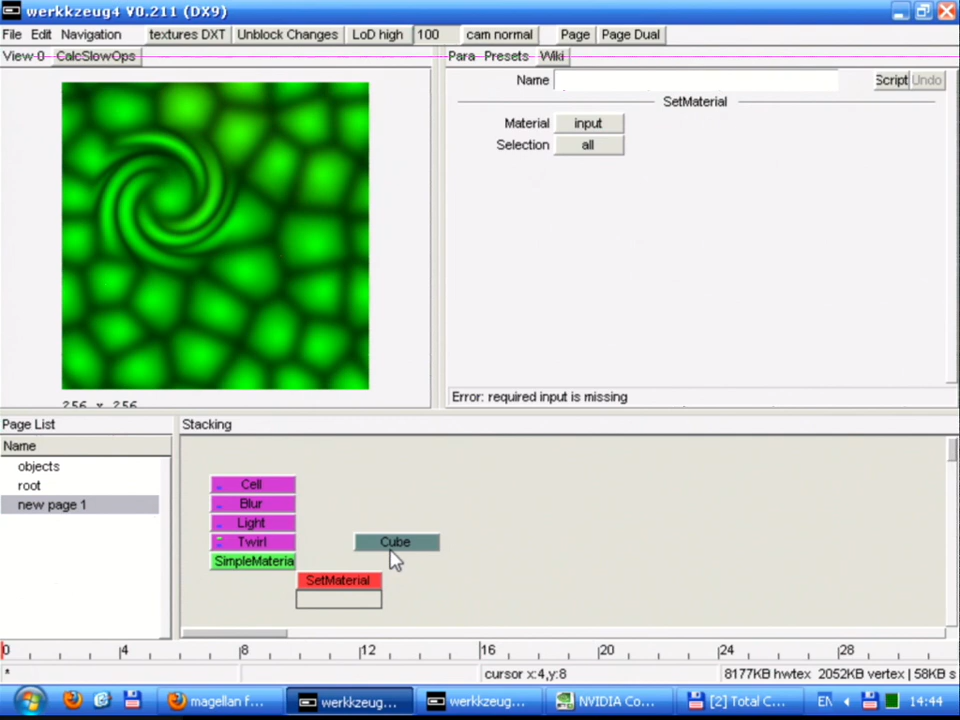 werkkzeug4 V0.211 (DX9)
File Edit Navigation textures DXT Unblock Changes LoD high 100 cam normal Page Page Dual
View 0 CalcSlowOps Para Presets Wiki
Name Script Undo
SetMaterial
Material input
Selection all
256 x 256
Error: required input is missing
Page List Stacking
Name
objects
root
new page 1
Cell
Blur
Light
Twirl
SimpleMateria
Cube
SetMaterial
0 4 8 12 16 20 24 28
* cursor x:4,y:8 8177KB hwtex 2052KB vertex | 58KB s
magellan f... werkkzeug... werkkzeug... NVIDIA Co... [2] Total C... EN 14:44